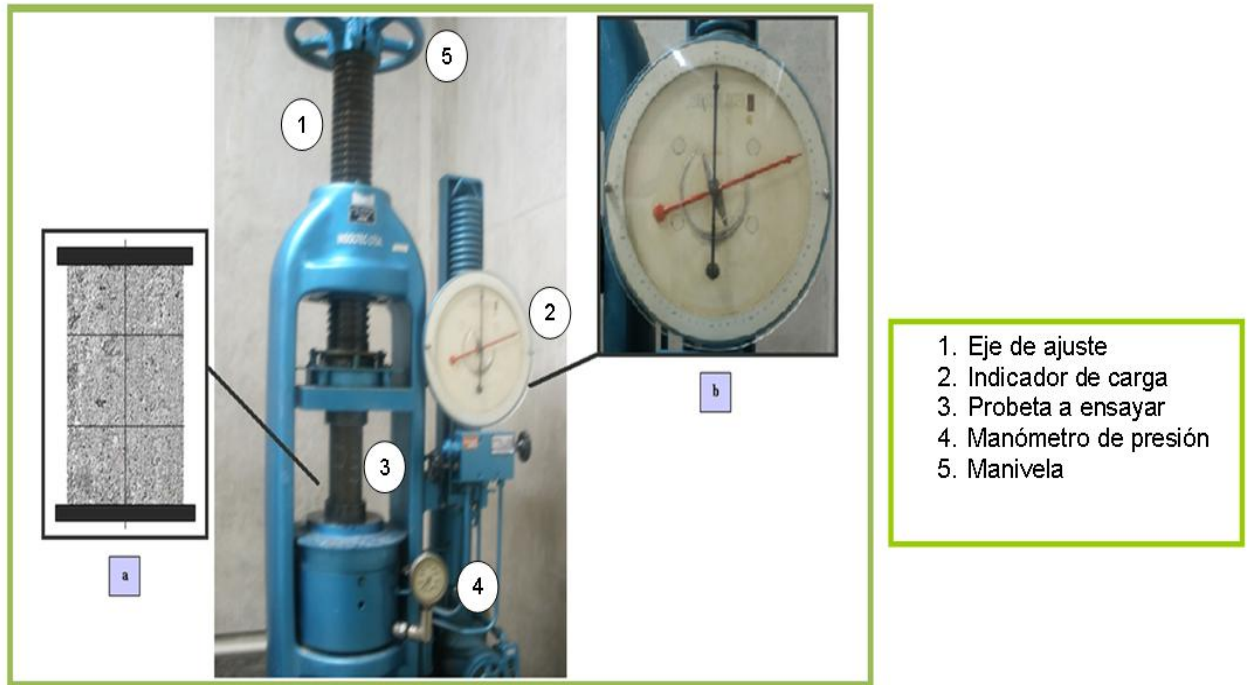 5
1
2
3
4
a
b
1. Eje de ajuste
2. Indicador de carga
3. Probeta a ensayar
4. Manómetro de presión
5. Manivela